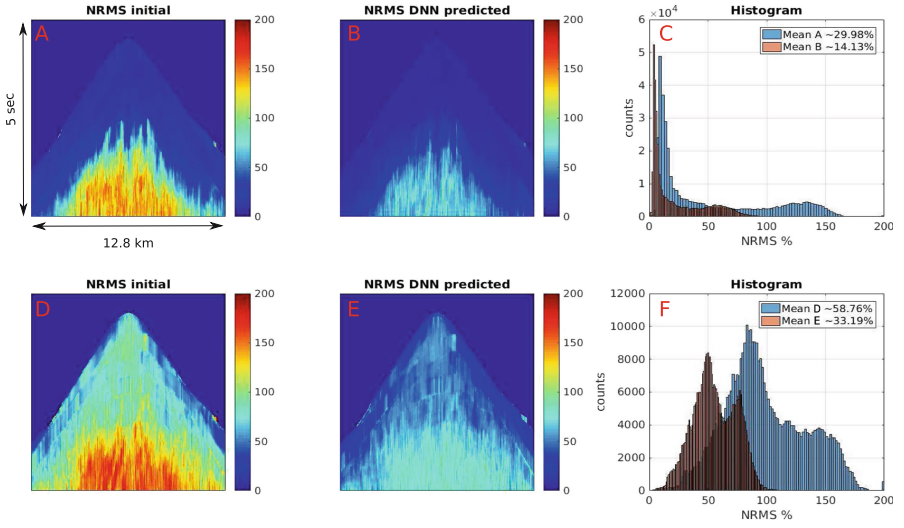 NRMS initial
NRMS DNN predicted
Histogram
A
B
C
5 sec
12.8 km
200
150
100
50
0
200
150
100
50
0
×10⁴
6
5
4
3
2
1
0
counts
Mean A ~29.98%
Mean B ~14.13%
0 50 100 150 200
NRMS %
NRMS initial
NRMS DNN predicted
Histogram
D
E
F
200
150
100
50
0
200
150
100
50
0
12000
10000
8000
6000
4000
2000
0
counts
Mean D ~58.76%
Mean E ~33.19%
0 50 100 150 200
NRMS %